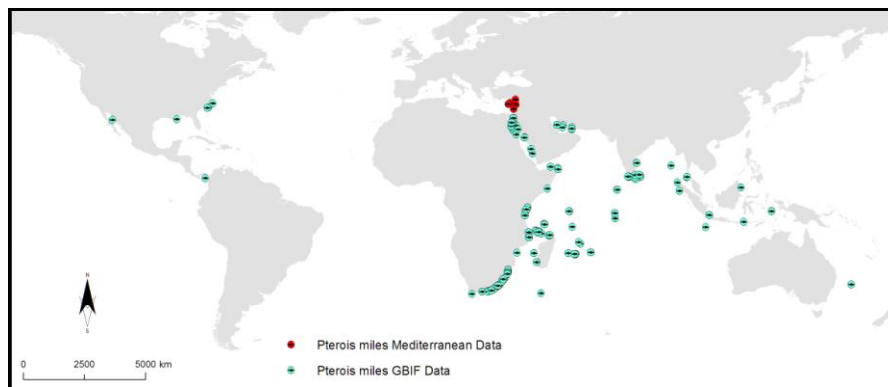 N
S
Pterois miles Mediterranean Data
Pterois miles GBIF Data
0 2500 5000 km